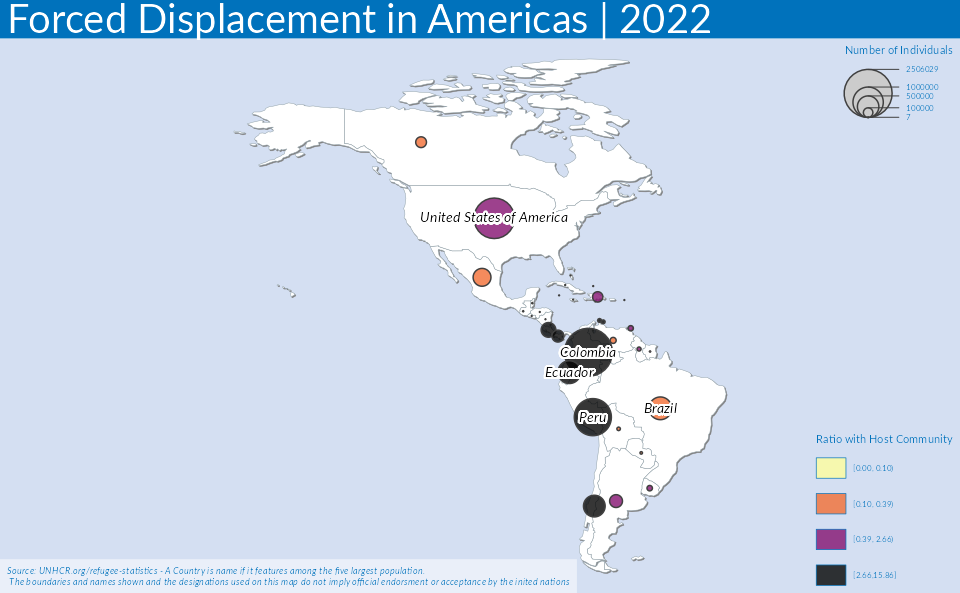 Forced Displacement in Americas | 2022
Number of Individuals
2506029
1000000
500000
100000
7
United States of America
Colombia
Ecuador
Brazil
Peru
Ratio with Host Community
[0.00, 0.10)
[0.10, 0.39)
[0.39, 2.66)
[2.66,15.86]
Source: UNHCR.org/refugee-statistics - A Country is name if it features among the five largest population.
The boundaries and names shown and the designations used on this map do not imply official endorsment or acceptance by the inited nations